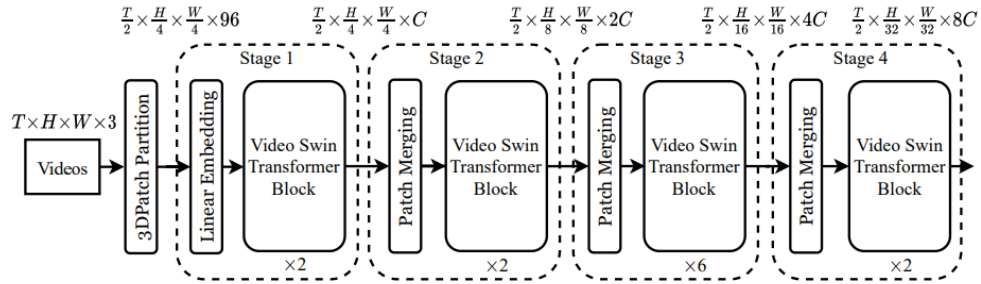 T/2 × H/4 × W/4 × 96
T/2 × H/4 × W/4 × C
T/2 × H/8 × W/8 × 2C
T/2 × H/16 × W/16 × 4C
T/2 × H/32 × W/32 × 8C
Stage 1
Stage 2
Stage 3
Stage 4
T×H×W×3
Videos
3DPatch Partition
Linear Embedding
Video Swin
Transformer
Block
×2
Patch Merging
Video Swin
Transformer
Block
×2
Patch Merging
Video Swin
Transformer
Block
×6
Patch Merging
Video Swin
Transformer
Block
×2